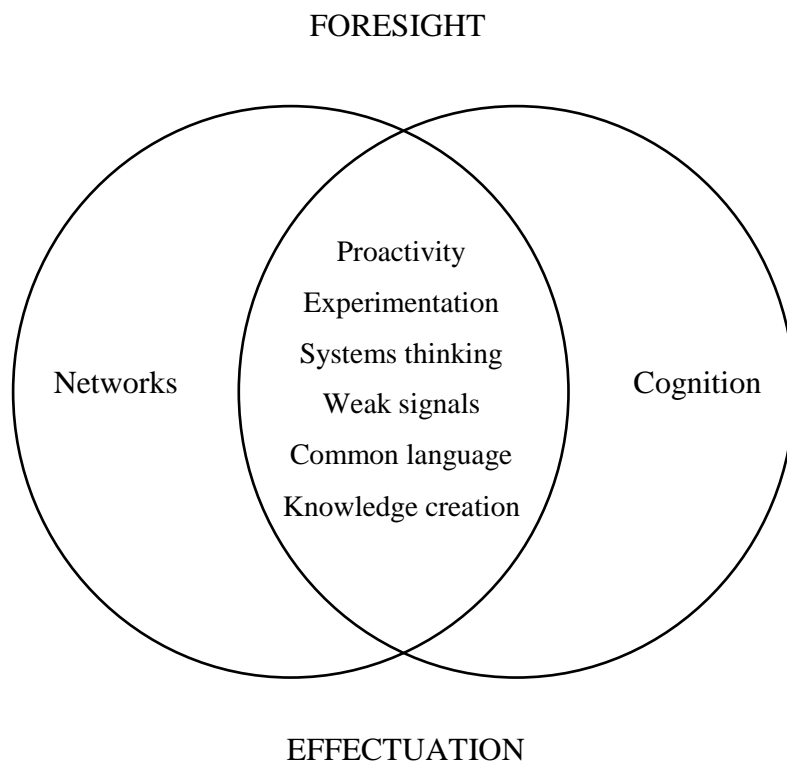 FORESIGHT
Proactivity
Experimentation
Systems thinking
Networks
Weak signals
Cognition
Common language
Knowledge creation
EFFECTUATION